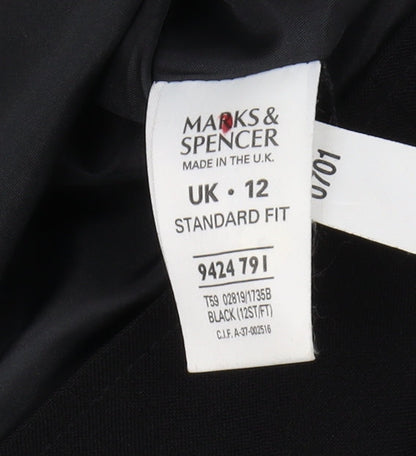 MARKS &
SPENCER
MADE IN THE U.K.
UK • 12
STANDARD FIT
9424 791
T59 02819/1735B
BLACK (12ST/FT)
C.I.F. A-37-002516
0701